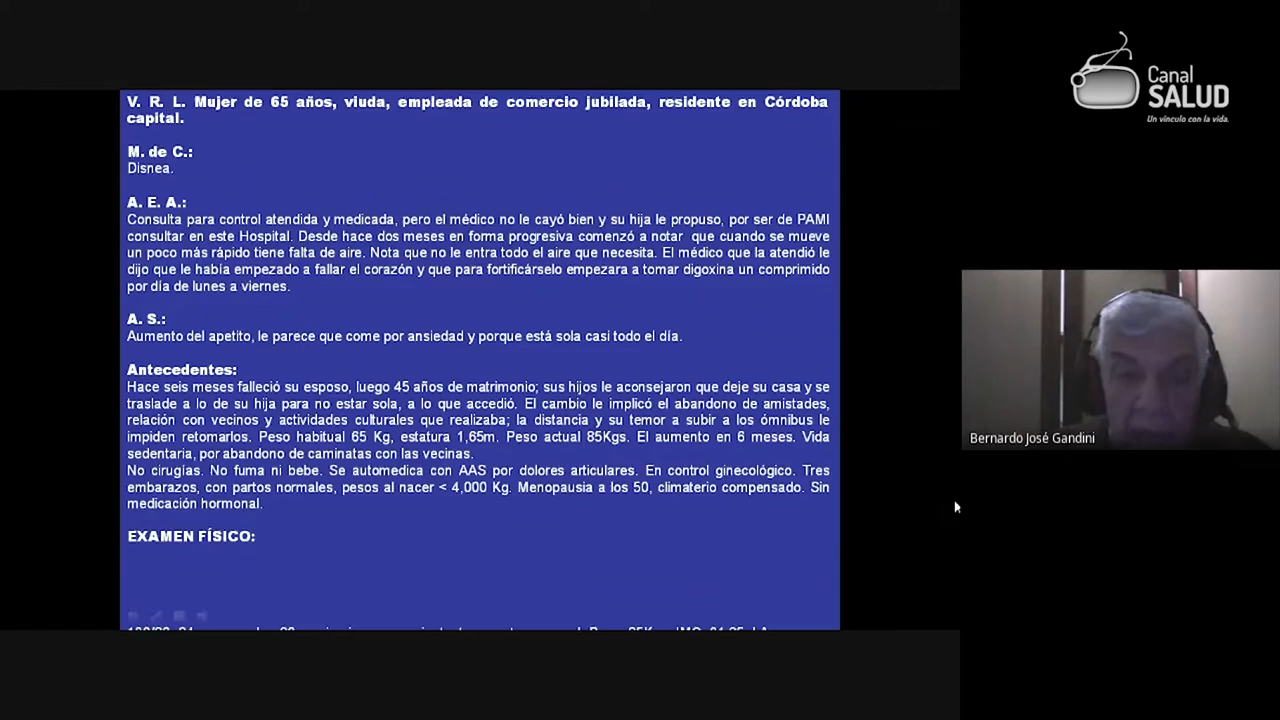 Canal
SALUD
Un vínculo con la vida.
V. R. L. Mujer de 65 años, viuda, empleada de comercio jubilada, residente en Córdoba
capital.
M. de C.:
Disnea.
A. E. A.:
Consulta para control atendida y medicada, pero el médico no le cayó bien y su hija le propuso, por ser de PAMI
consultar en este Hospital. Desde hace dos meses en forma progresiva comenzó a notar que cuando se mueve
un poco más rápido tiene falta de aire. Nota que no le entra todo el aire que necesita. El médico que la atendió le
dijo que le había empezado a fallar el corazón y que para fortificárselo empezara a tomar digoxina un comprimido
por día de lunes a viernes.
A. S.:
Aumento del apetito, le parece que come por ansiedad y porque está sola casi todo el día.
Antecedentes:
Hace seis meses falleció su esposo, luego 45 años de matrimonio; sus hijos le aconsejaron que deje su casa y se
traslade a lo de su hija para no estar sola, a lo que accedió. El cambio le implicó el abandono de amistades,
relación con vecinos y actividades culturales que realizaba; la distancia y su temor a subir a los ómnibus le
impiden retomarlos. Peso habitual 65 Kg, estatura 1,65m. Peso actual 85Kgs. El aumento en 6 meses. Vida
sedentaria, por abandono de caminatas con las vecinas.
No cirugías. No fuma ni bebe. Se automedica con AAS por dolores articulares. En control ginecológico. Tres
embarazos, con partos normales, pesos al nacer < 4,000 Kg. Menopausia a los 50, climaterio compensado. Sin
medicación hormonal.
EXAMEN FÍSICO:
Bernardo José Gandini